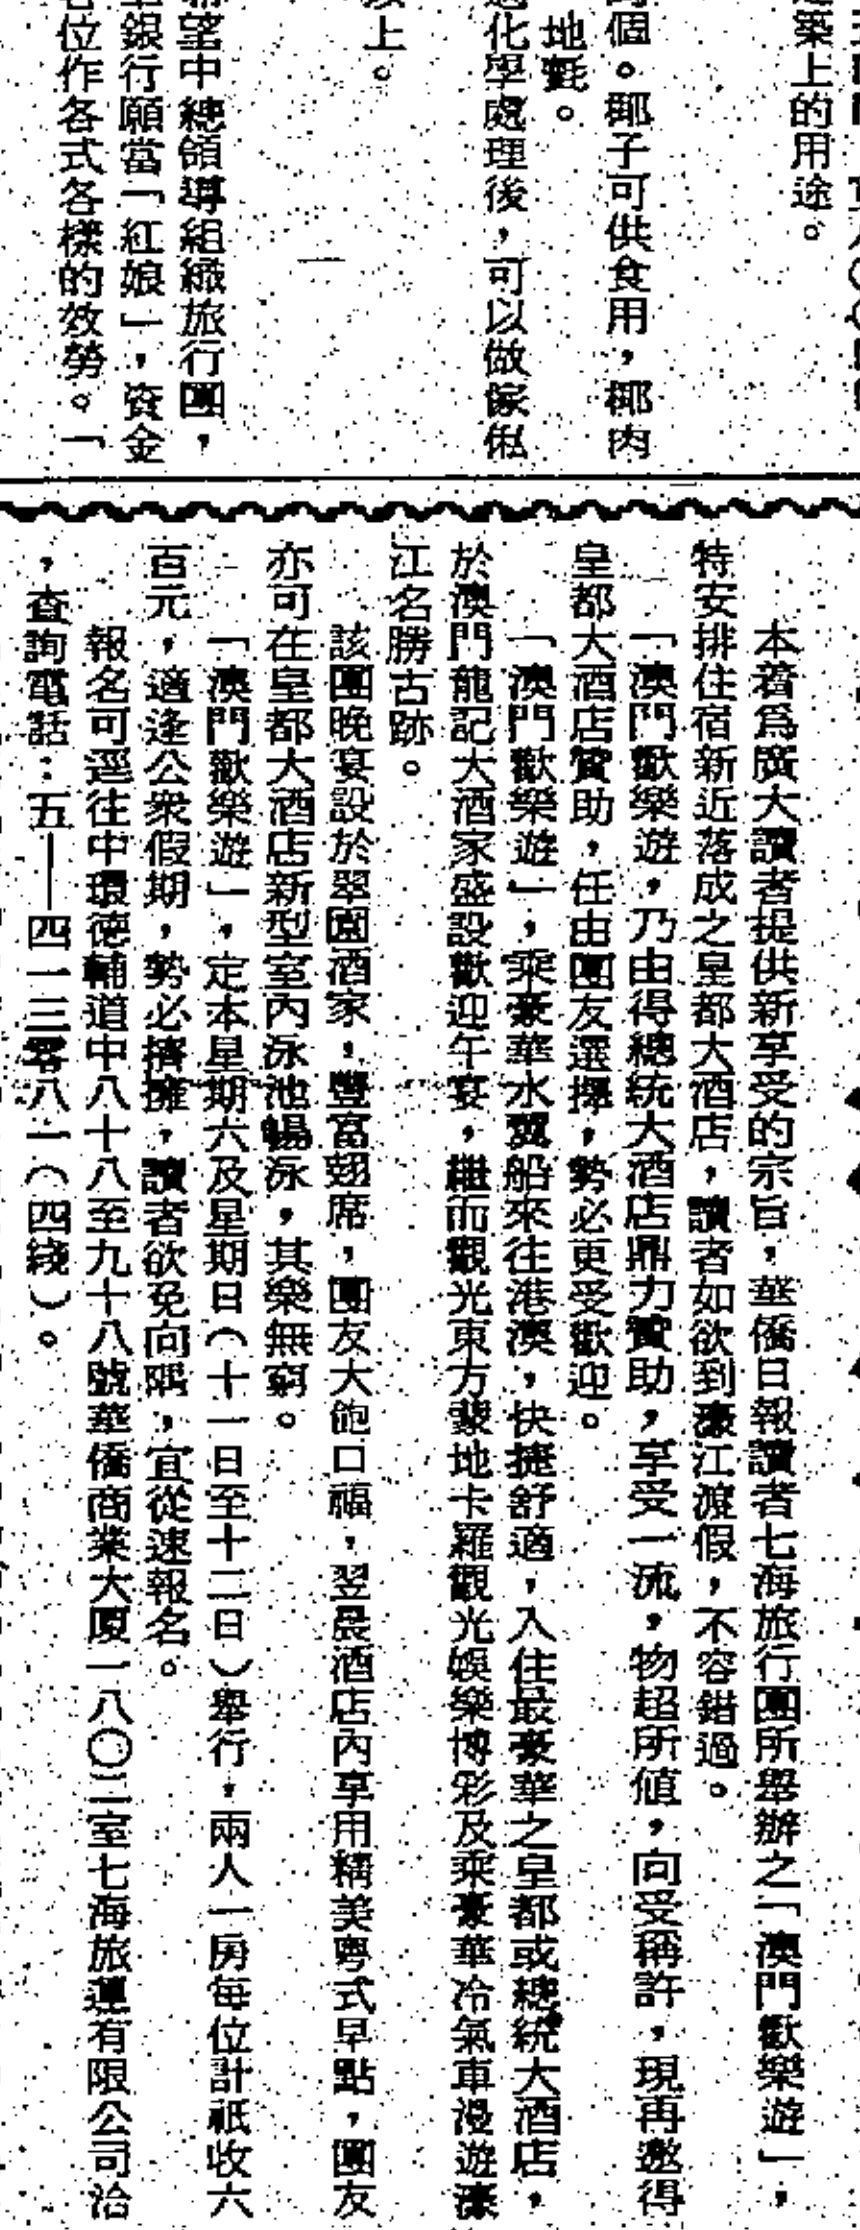 築上的用途。
個。椰子可供食用，椰肉
地氈。
化學處理後，可以做傢俬
上。
望中總領導組織旅行團，
銀行願當「紅娘」，資金
位作各式各樣的效勞。「
本着爲廣大讀者提供新享受的宗旨，華僑日報讀者七海旅行團所舉辦之「澳門歡樂遊」，
特安排住宿新近落成之皇都大酒店，讀者如欲到濠江渡假，不容錯過。
「澳門歡樂遊，乃由得總統大酒店鼎力贊助，享受一流，物超所值，向受稱許，現再邀得
皇都大酒店贊助，任由團友選擇，勢必更受歡迎。
「澳門歡樂遊」，乘豪華水翼船來往港澳，快捷舒適，入住最豪華之皇都或總統大酒店，
於澳門龍記大酒家盛設歡迎午宴，繼而觀光東方蒙地卡羅觀光娛樂博彩及乘豪華冷氣車漫遊濠
江名勝古跡。
該團晚宴設於翠園酒家，豐富翅席，團友大飽口福，翌晨酒店內享用精美粵式早點，團友
亦可在皇都大酒店新型室內泳池暢泳，其樂無窮。
「澳門歡樂遊」，定本星期六及星期日（十一日至十二日）舉行，兩人一房每位計祇收六
百元，適逢公衆假期，勢必擠擁，讀者欲免向隅，宜從速報名。
報名可逕往中環德輔道中八十八至九十八號華僑商業大厦一八〇二室七海旅運有限公司洽
，查詢電話：五——四一三零八一（四綫）。